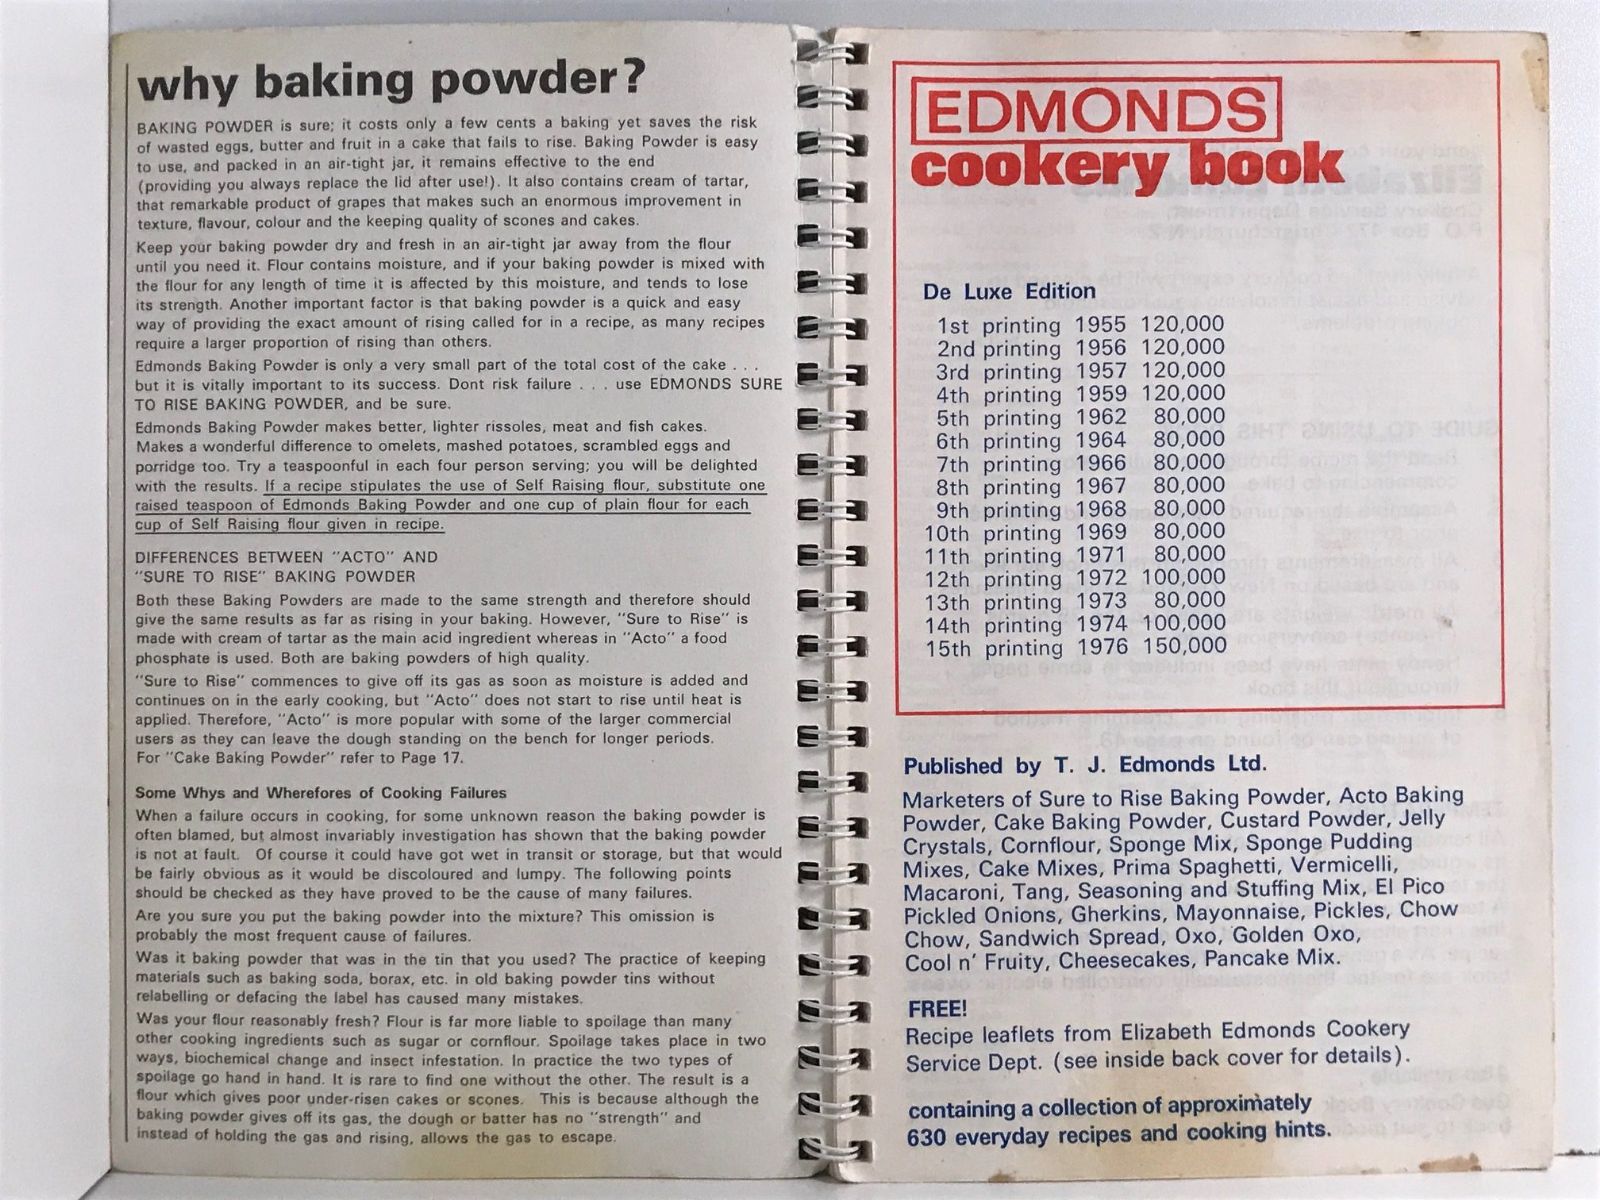 why baking powder?
BAKING POWDER is sure; it costs only a few cents a baking yet saves the risk
of wasted eggs, butter and fruit in a cake that fails to rise. Baking Powder is easy
to use, and packed in an air-tight jar, it remains effective to the end
(providing you always replace the lid after use!). It also contains cream of tartar,
that remarkable product of grapes that makes such an enormous improvement in
texture, flavour, colour and the keeping quality of scones and cakes.
Keep your baking powder dry and fresh in an air-tight jar away from the flour
until you need it. Flour contains moisture, and if your baking powder is mixed with
the flour for any length of time it is affected by this moisture, and tends to lose
its strength. Another important factor is that baking powder is a quick and easy
way of providing the exact amount of rising called for in a recipe, as many recipes
require a larger proportion of rising than others.
Edmonds Baking Powder is only a very small part of the total cost of the cake . . .
but it is vitally important to its success. Dont risk failure . . . use EDMONDS SURE
TO RISE BAKING POWDER, and be sure.
Edmonds Baking Powder makes better, lighter rissoles, meat and fish cakes.
Makes a wonderful difference to omelets, mashed potatoes, scrambled eggs and
porridge too. Try a teaspoonful in each four person serving; you will be delighted
with the results. If a recipe stipulates the use of Self Raising flour, substitute one
raised teaspoon of Edmonds Baking Powder and one cup of plain flour for each
cup of Self Raising flour given in recipe.
DIFFERENCES BETWEEN "ACTO" AND
"SURE TO RISE" BAKING POWDER
Both these Baking Powders are made to the same strength and therefore should
give the same results as far as rising in your baking. However, "Sure to Rise" is
made with cream of tartar as the main acid ingredient whereas in "Acto" a food
phosphate is used. Both are baking powders of high quality.
"Sure to Rise" commences to give off its gas as soon as moisture is added and
continues on in the early cooking, but "Acto" does not start to rise until heat is
applied. Therefore, "Acto" is more popular with some of the larger commercial
users as they can leave the dough standing on the bench for longer periods.
For "Cake Baking Powder" refer to Page 17.
Some Whys and Wherefores of Cooking Failures
When a failure occurs in cooking, for some unknown reason the baking powder is
often blamed, but almost invariably investigation has shown that the baking powder
is not at fault. Of course it could have got wet in transit or storage, but that would
be fairly obvious as it would be discoloured and lumpy. The following points
should be checked as they have proved to be the cause of many failures.
Are you sure you put the baking powder into the mixture? This omission is
probably the most frequent cause of failures.
Was it baking powder that was in the tin that you used? The practice of keeping
materials such as baking soda, borax, etc. in old baking powder tins without
relabelling or defacing the label has caused many mistakes.
Was your flour reasonably fresh? Flour is far more liable to spoilage than many
other cooking ingredients such as sugar or cornflour. Spoilage takes place in two
ways, biochemical change and insect infestation. In practice the two types of
spoilage go hand in hand. It is rare to find one without the other. The result is a
flour which gives poor under-risen cakes or scones. This is because although the
baking powder gives off its gas, the dough or batter has no "strength" and
instead of holding the gas and rising, allows the gas to escape.
EDMONDS
cookery book
De Luxe Edition
1st printing 1955 120,000
2nd printing 1956 120,000
3rd printing 1957 120,000
4th printing 1959 120,000
5th printing 1962 80,000
6th printing 1964 80,000
7th printing 1966 80,000
8th printing 1967 80,000
9th printing 1968 80,000
10th printing 1969 80,000
11th printing 1971 80,000
12th printing 1972 100,000
13th printing 1973 80,000
14th printing 1974 100,000
15th printing 1976 150,000
Published by T. J. Edmonds Ltd.
Marketers of Sure to Rise Baking Powder, Acto Baking
Powder, Cake Baking Powder, Custard Powder, Jelly
Crystals, Cornflour, Sponge Mix, Sponge Pudding
Mixes, Cake Mixes, Prima Spaghetti, Vermicelli,
Macaroni, Tang, Seasoning and Stuffing Mix, El Pico
Pickled Onions, Gherkins, Mayonnaise, Pickles, Chow
Chow, Sandwich Spread, Oxo, Golden Oxo,
Cool n' Fruity, Cheesecakes, Pancake Mix.
FREE!
Recipe leaflets from Elizabeth Edmonds Cookery
Service Dept. (see inside back cover for details).
containing a collection of approximately
630 everyday recipes and cooking hints.